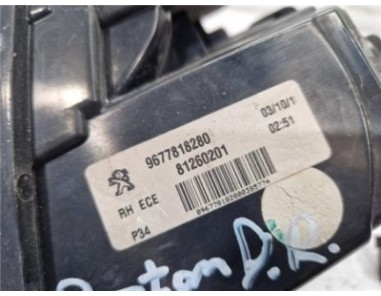 9677818280
03/10/1
81260201
02:51
RH ECE
P34
D.R.